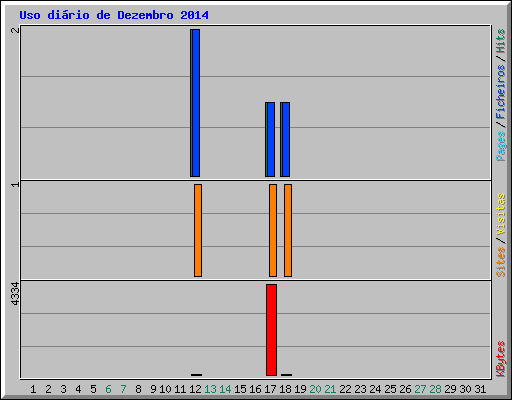 Uso diário de Dezembro 2014
2
1
4334
Pages / Ficheiros / Hits
Sites / Visitas
KBytes
1 2 3 4 5 6 7 8 9 10 11 12 13 14 15 16 17 18 19 20 21 22 23 24 25 26 27 28 29 30 31